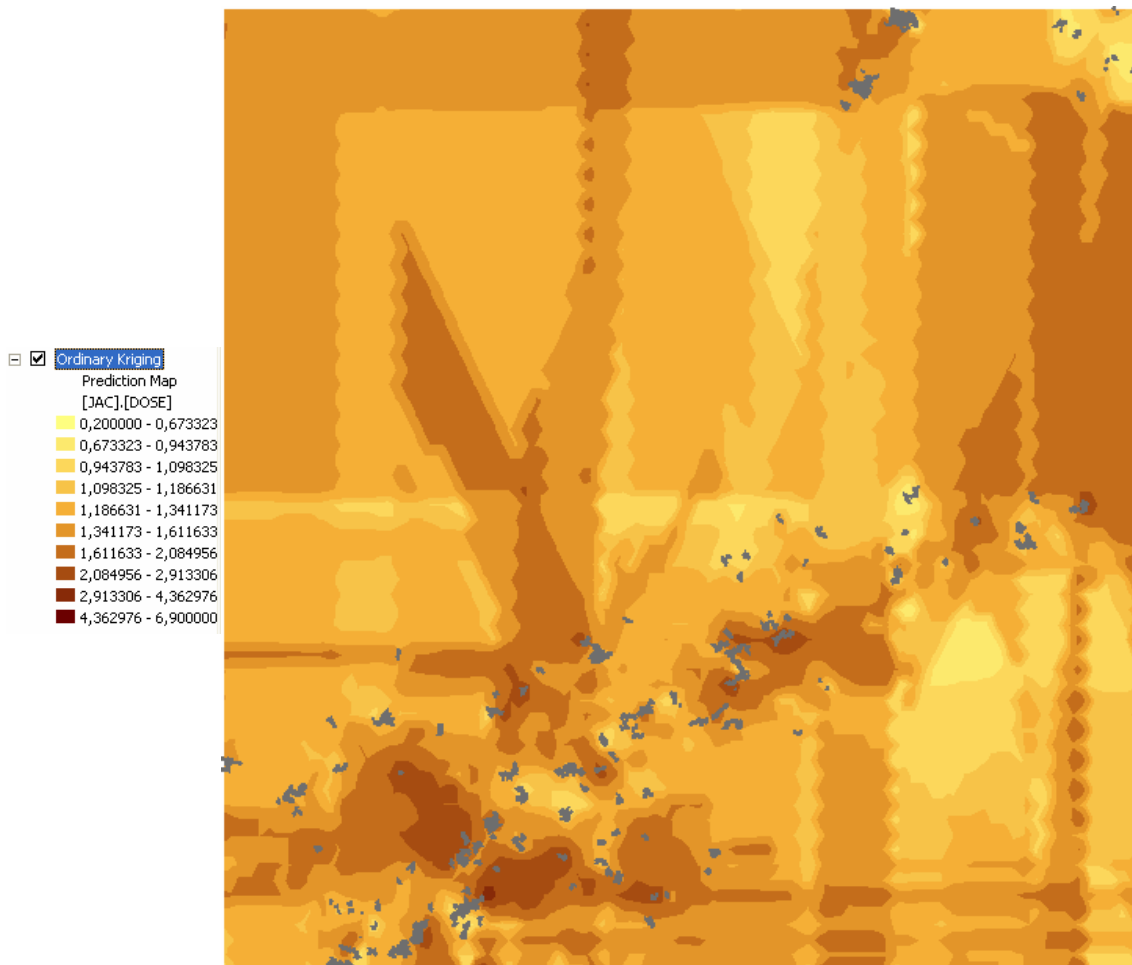 Ordinary Kriging
Prediction Map
[JAC].[DOSE]
0,200000 - 0,673323
0,673323 - 0,943783
0,943783 - 1,098325
1,098325 - 1,186631
1,186631 - 1,341173
1,341173 - 1,611633
1,611633 - 2,084956
2,084956 - 2,913306
2,913306 - 4,362976
4,362976 - 6,900000